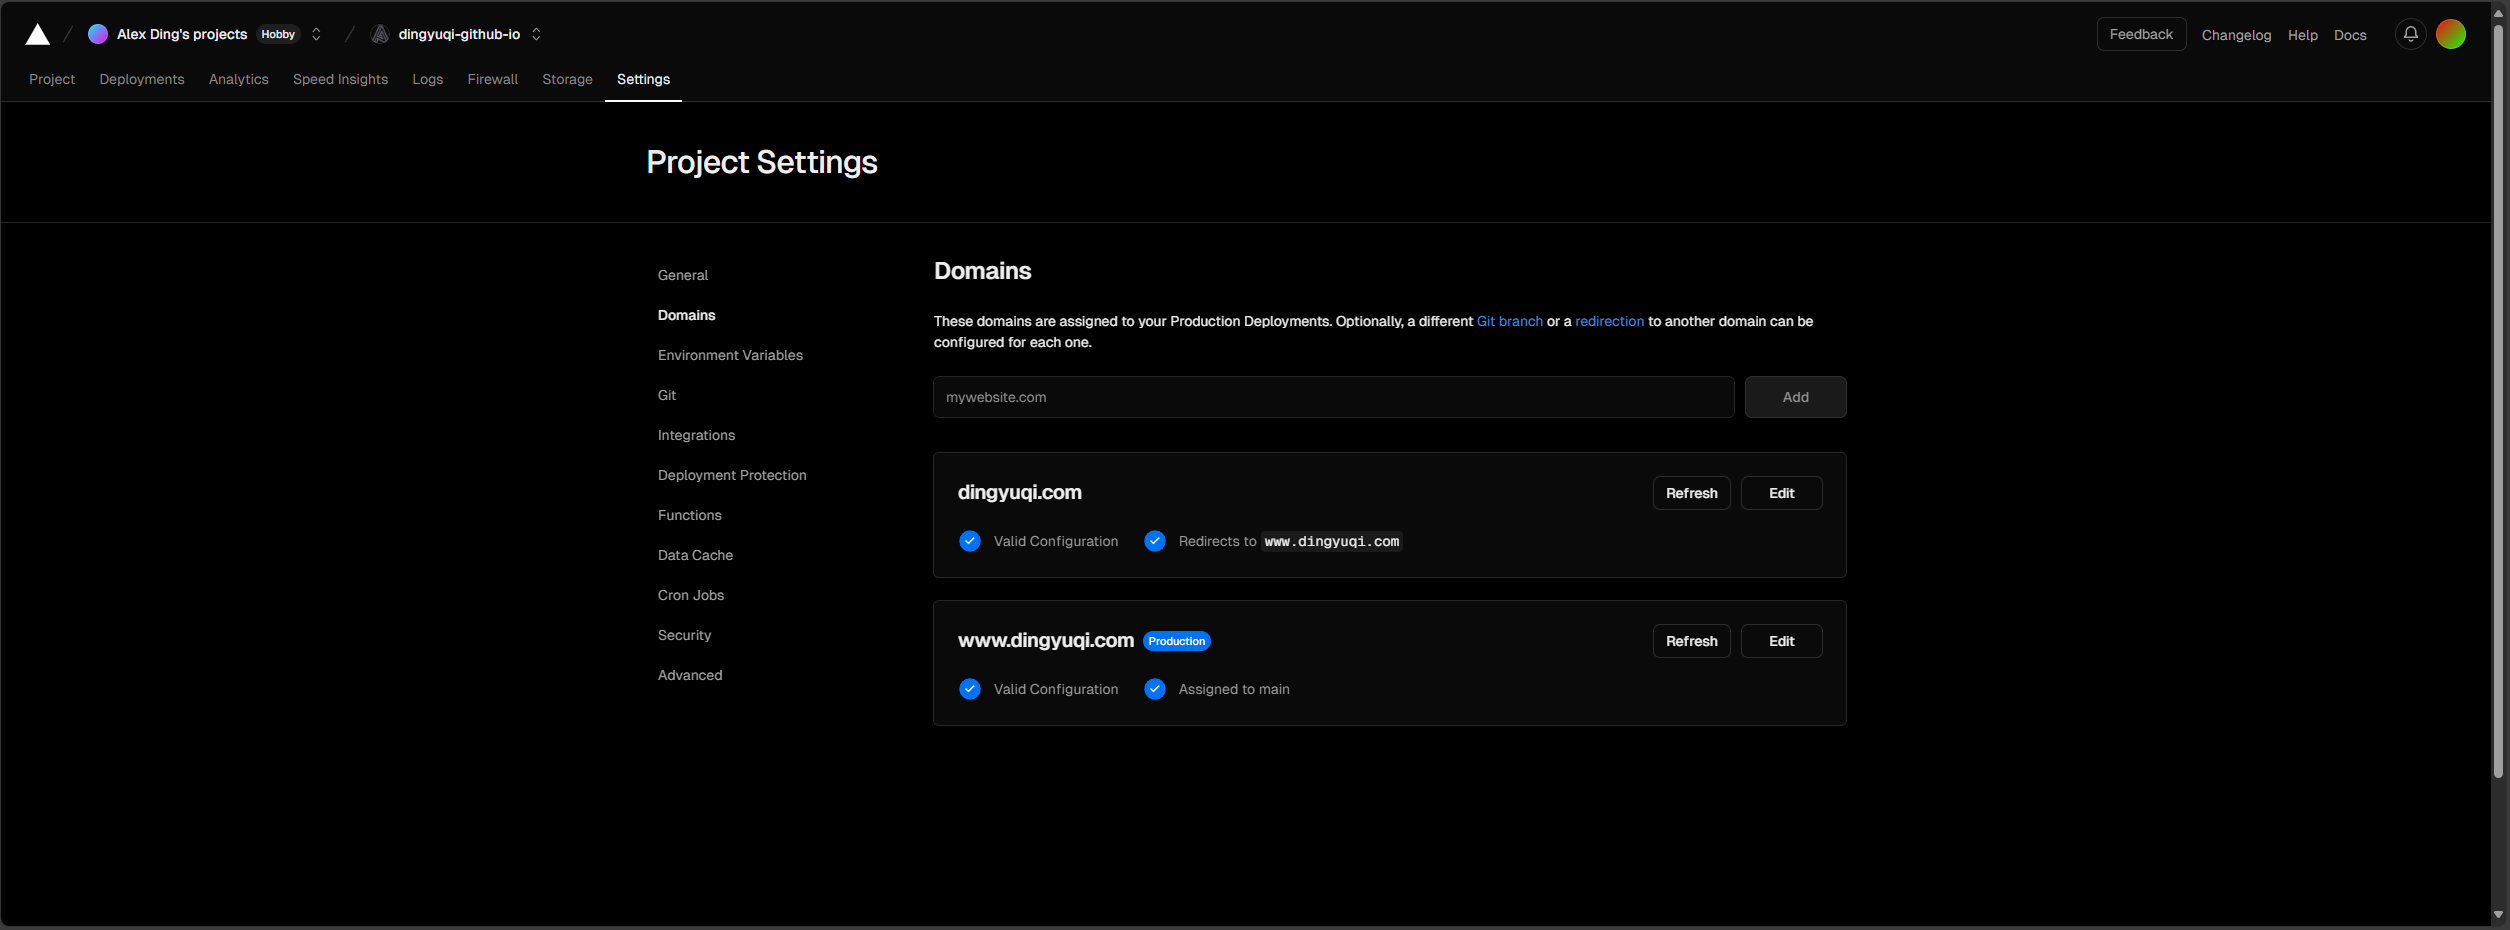 Alex Ding's projects Hobby dingyuqi-github-io Feedback Changelog Help Docs
Project Deployments Analytics Speed Insights Logs Firewall Storage Settings
Project Settings
General
Domains
Environment Variables
Git
Integrations
Deployment Protection
Functions
Data Cache
Cron Jobs
Security
Advanced
Domains
These domains are assigned to your Production Deployments. Optionally, a different Git branch or a redirection to another domain can be
configured for each one.
mywebsite.com Add
dingyuqi.com Refresh Edit
Valid Configuration Redirects to www.dingyuqi.com
www.dingyuqi.com Production Refresh Edit
Valid Configuration Assigned to main